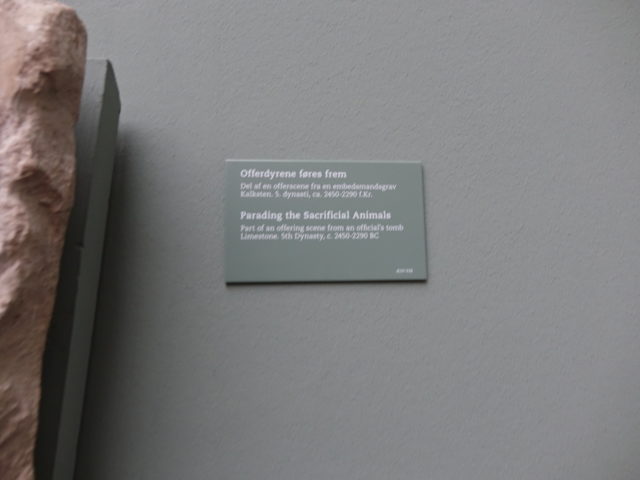 Offerdyrene føres frem
Del af en offerscene fra en embedsmandsgrav
Kalksten. 5. dynasti, ca. 2450-2290 f.Kr.
Parading the Sacrificial Animals
Part of an offering scene from an official's tomb
Limestone. 5th Dynasty, c. 2450-2290 BC